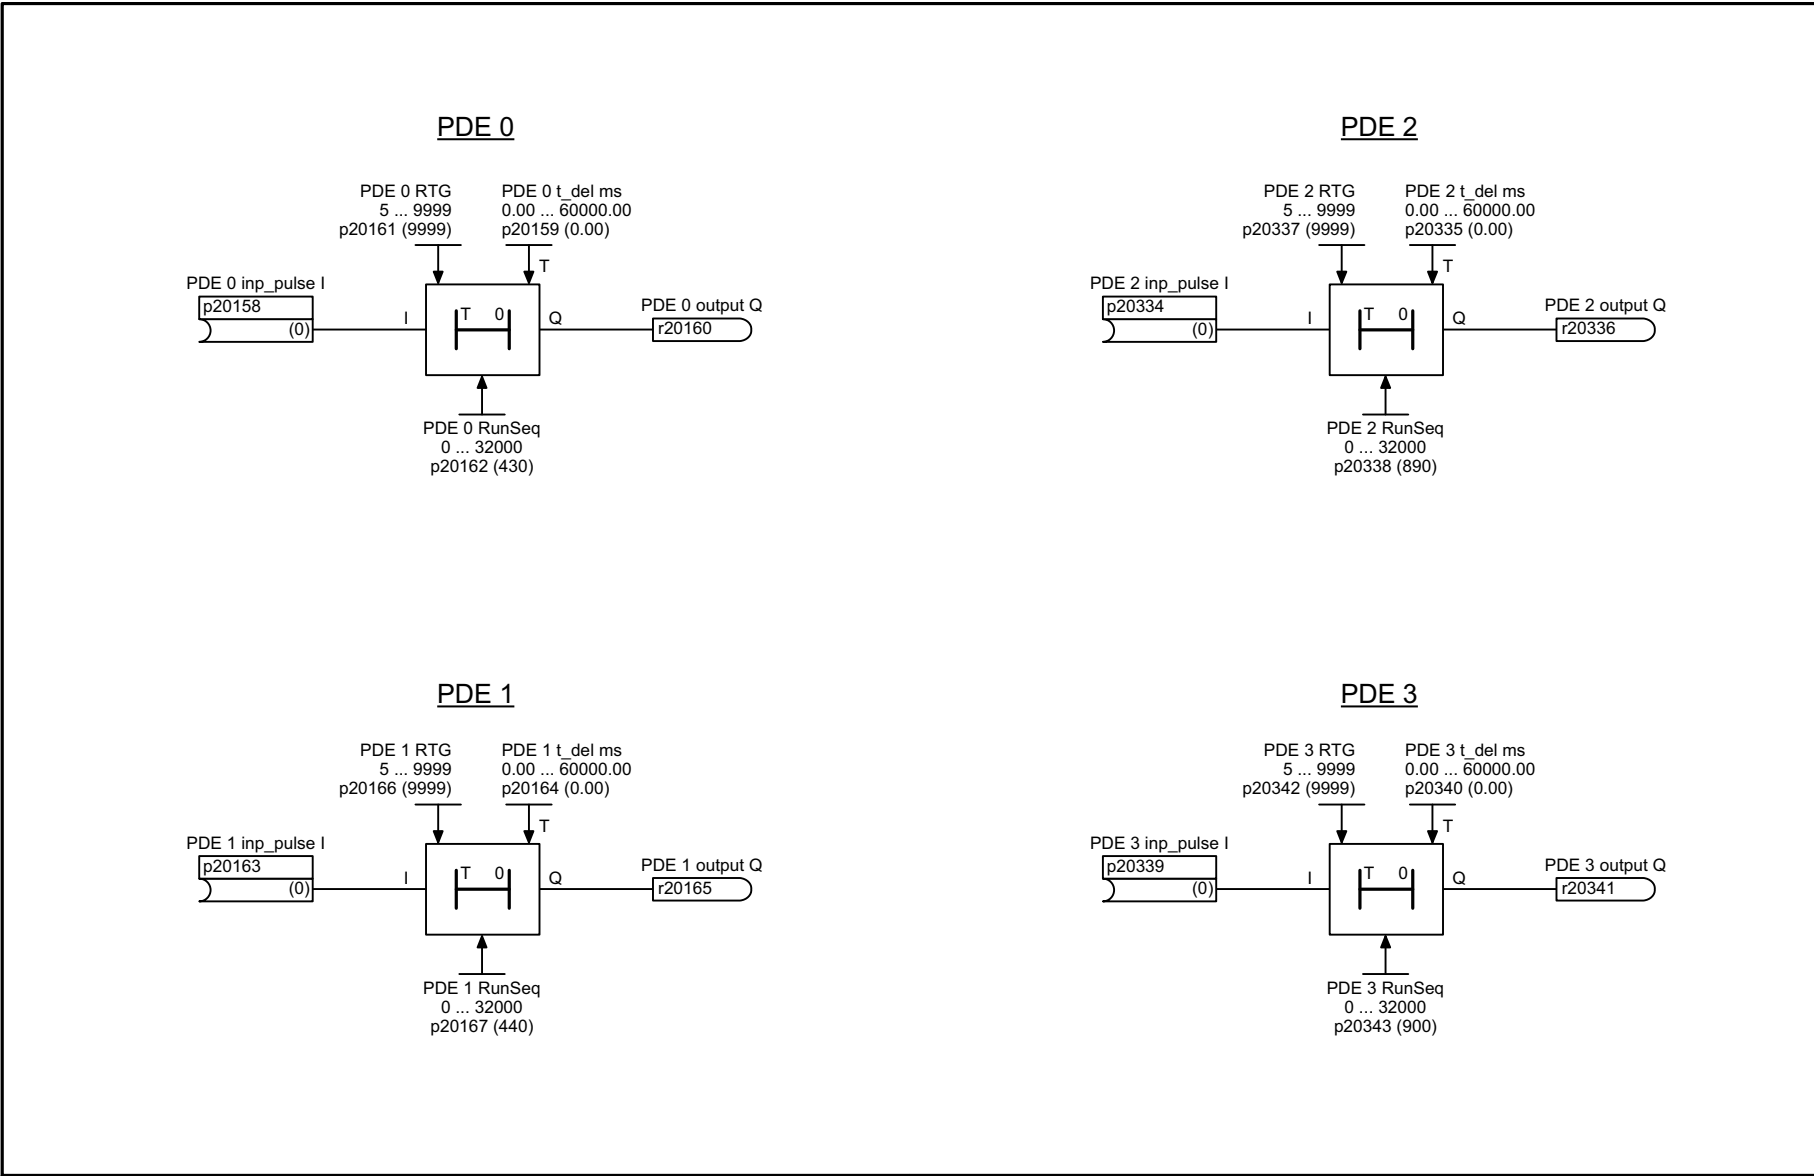 PDE 0
PDE 0 RTG
5 ... 9999
p20161 (9999)
PDE 0 t_del ms
0.00 ... 60000.00
p20159 (0.00)
T
PDE 0 inp_pulse I
p20158
(0)
I
T 0
Q
PDE 0 output Q
r20160
PDE 0 RunSeq
0 ... 32000
p20162 (430)
PDE 2
PDE 2 RTG
5 ... 9999
p20337 (9999)
PDE 2 t_del ms
0.00 ... 60000.00
p20335 (0.00)
T
PDE 2 inp_pulse I
p20334
(0)
I
T 0
Q
PDE 2 output Q
r20336
PDE 2 RunSeq
0 ... 32000
p20338 (890)
PDE 1
PDE 1 RTG
5 ... 9999
p20166 (9999)
PDE 1 t_del ms
0.00 ... 60000.00
p20164 (0.00)
T
PDE 1 inp_pulse I
p20163
(0)
I
T 0
Q
PDE 1 output Q
r20165
PDE 1 RunSeq
0 ... 32000
p20167 (440)
PDE 3
PDE 3 RTG
5 ... 9999
p20342 (9999)
PDE 3 t_del ms
0.00 ... 60000.00
p20340 (0.00)
T
PDE 3 inp_pulse I
p20339
(0)
I
T 0
Q
PDE 3 output Q
r20341
PDE 3 RunSeq
0 ... 32000
p20343 (900)